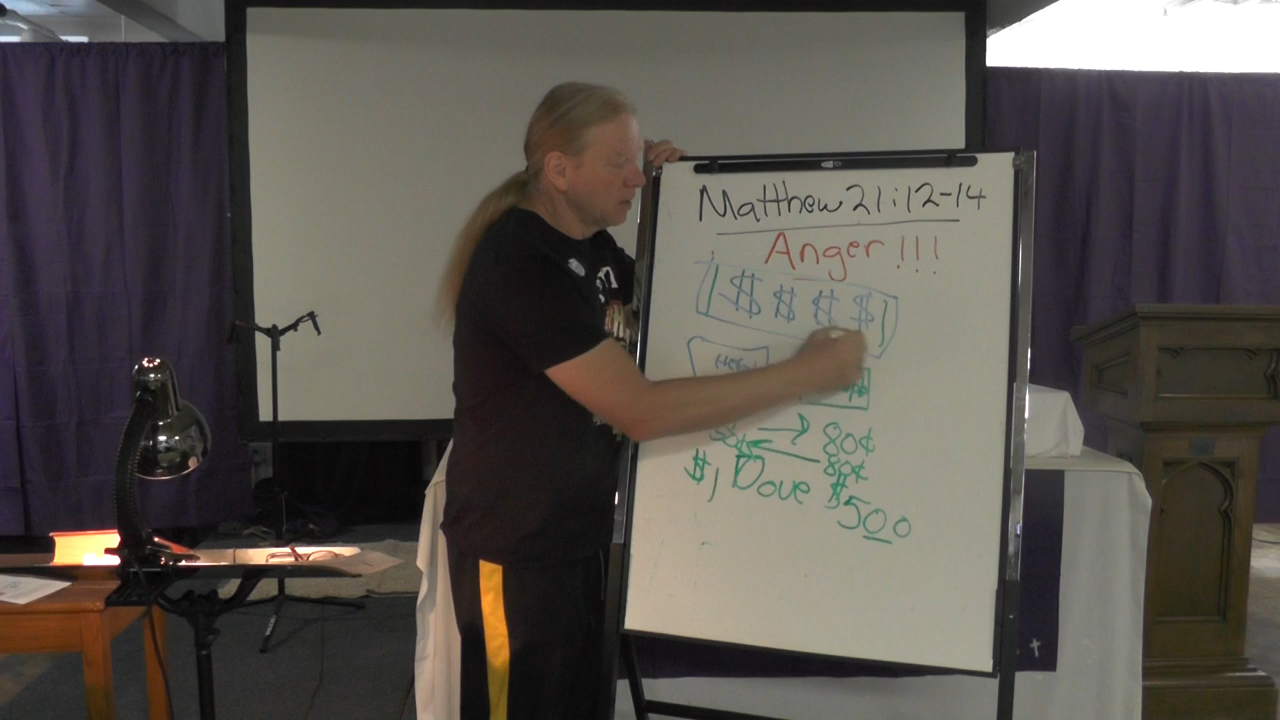 Matthew 21:12-14
Anger!!!
$ $ $ $
80¢
80¢
$1 Dove $500